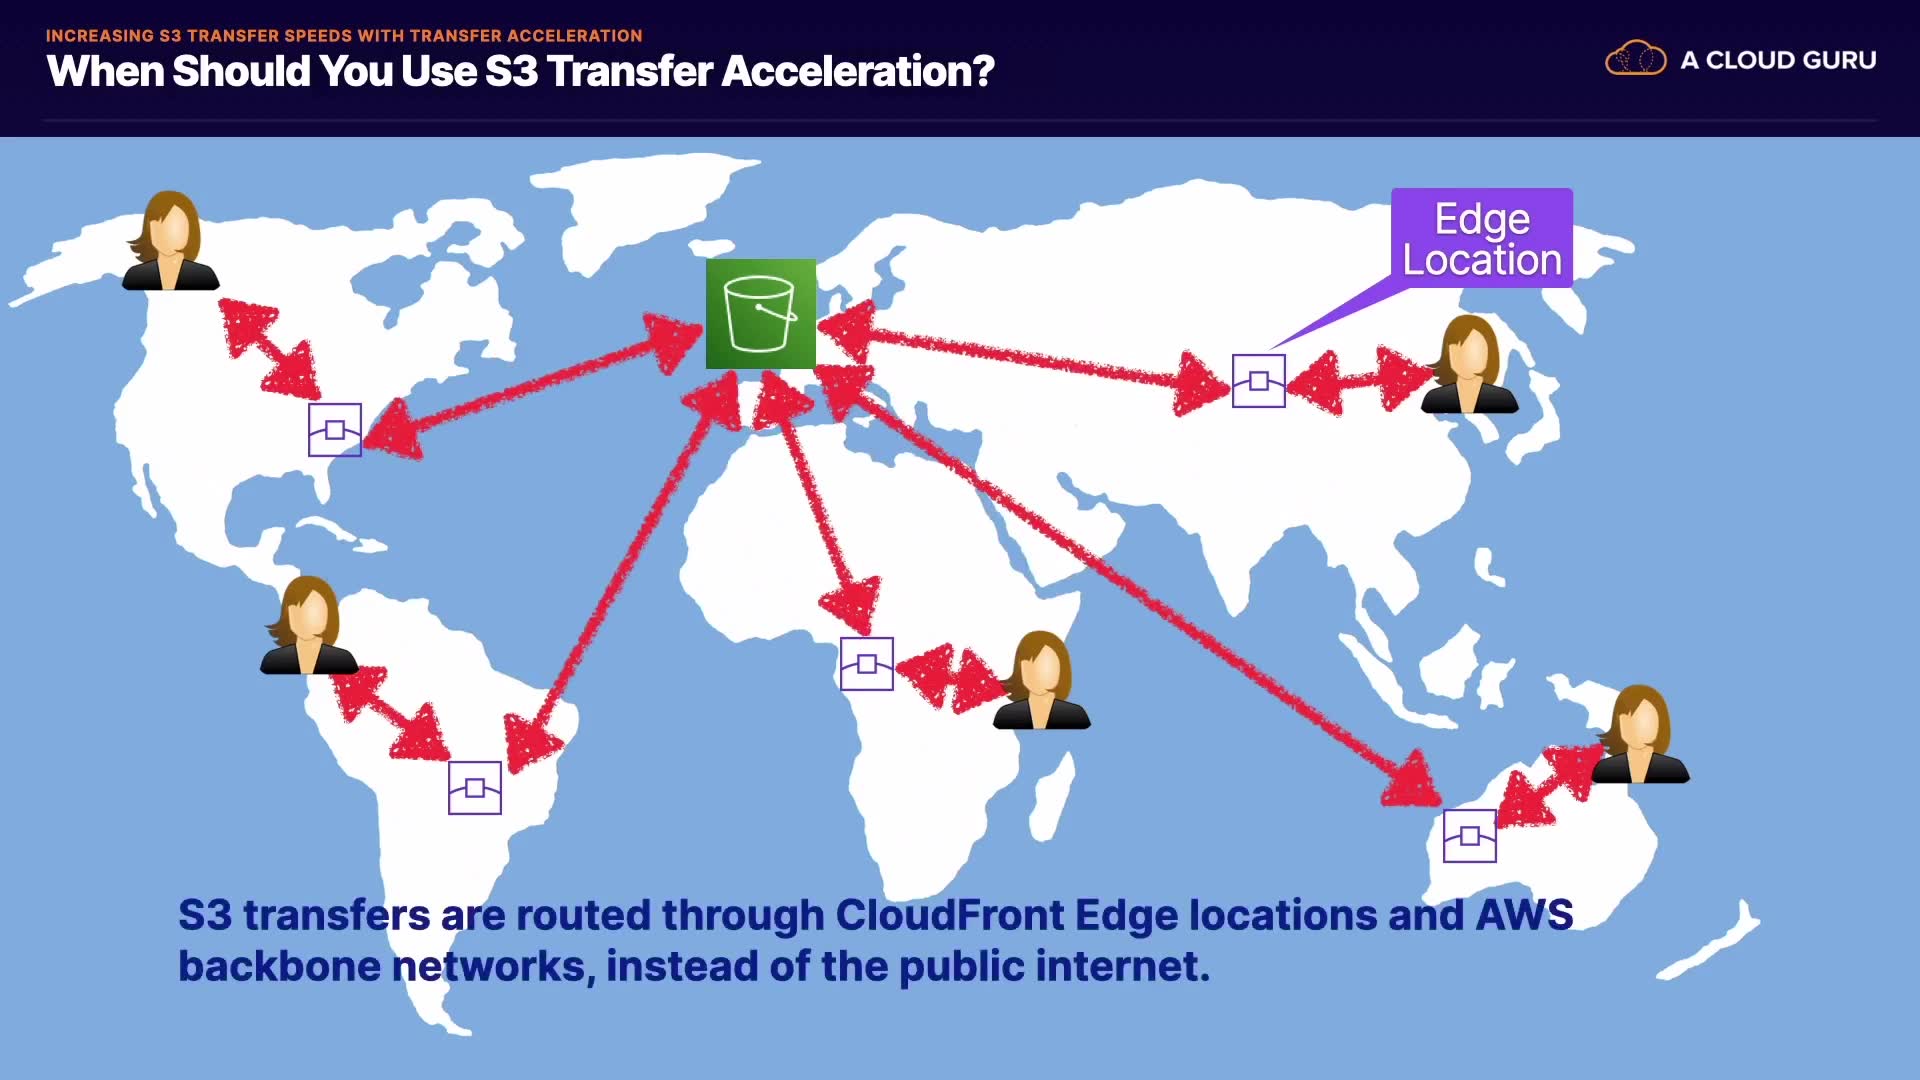 INCREASING S3 TRANSFER SPEEDS WITH TRANSFER ACCELERATION
When Should You Use S3 Transfer Acceleration?
A CLOUD GURU
Edge
Location
S3 transfers are routed through CloudFront Edge locations and AWS
backbone networks, instead of the public internet.